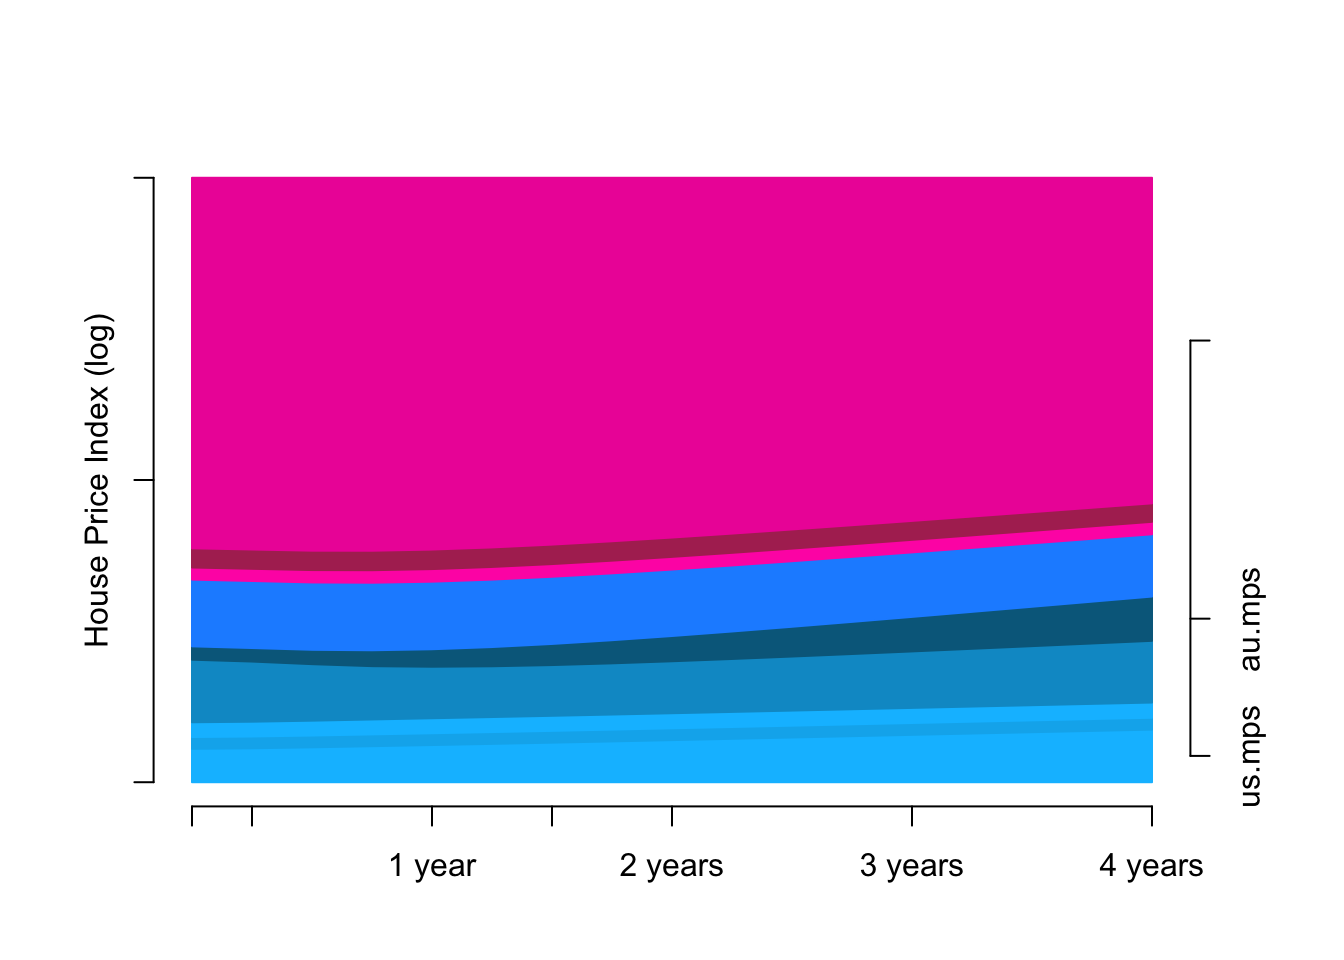 House Price Index (log)
au.mps
us.mps
1 year
2 years
3 years
4 years